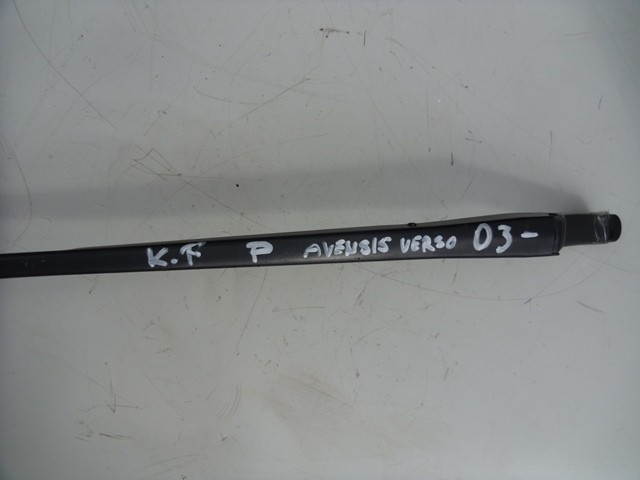 K.F P AVENSIS VERSO 03-